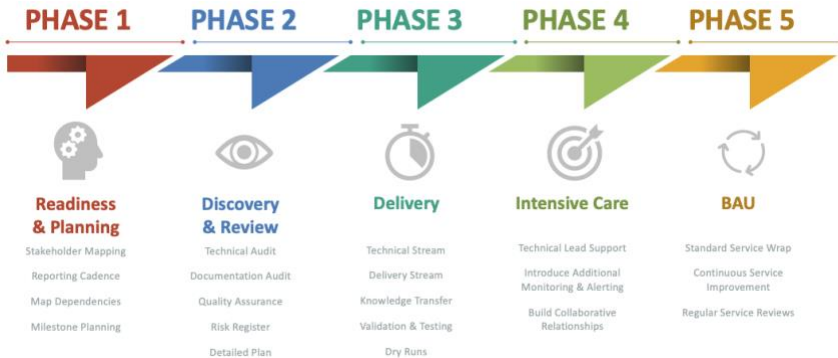 PHASE 1
PHASE 2
PHASE 3
PHASE 4
PHASE 5
Readiness
& Planning
Stakeholder Mapping
Reporting Cadence
Map Dependencies
Milestone Planning
Discovery
& Review
Technical Audit
Documentation Audit
Quality Assurance
Risk Register
Detailed Plan
Delivery
Technical Stream
Delivery Stream
Knowledge Transfer
Validation & Testing
Dry Runs
Intensive Care
Technical Lead Support
Introduce Additional
Monitoring & Alerting
Build Collaborative
Relationships
BAU
Standard Service Wrap
Continuous Service
Improvement
Regular Service Reviews